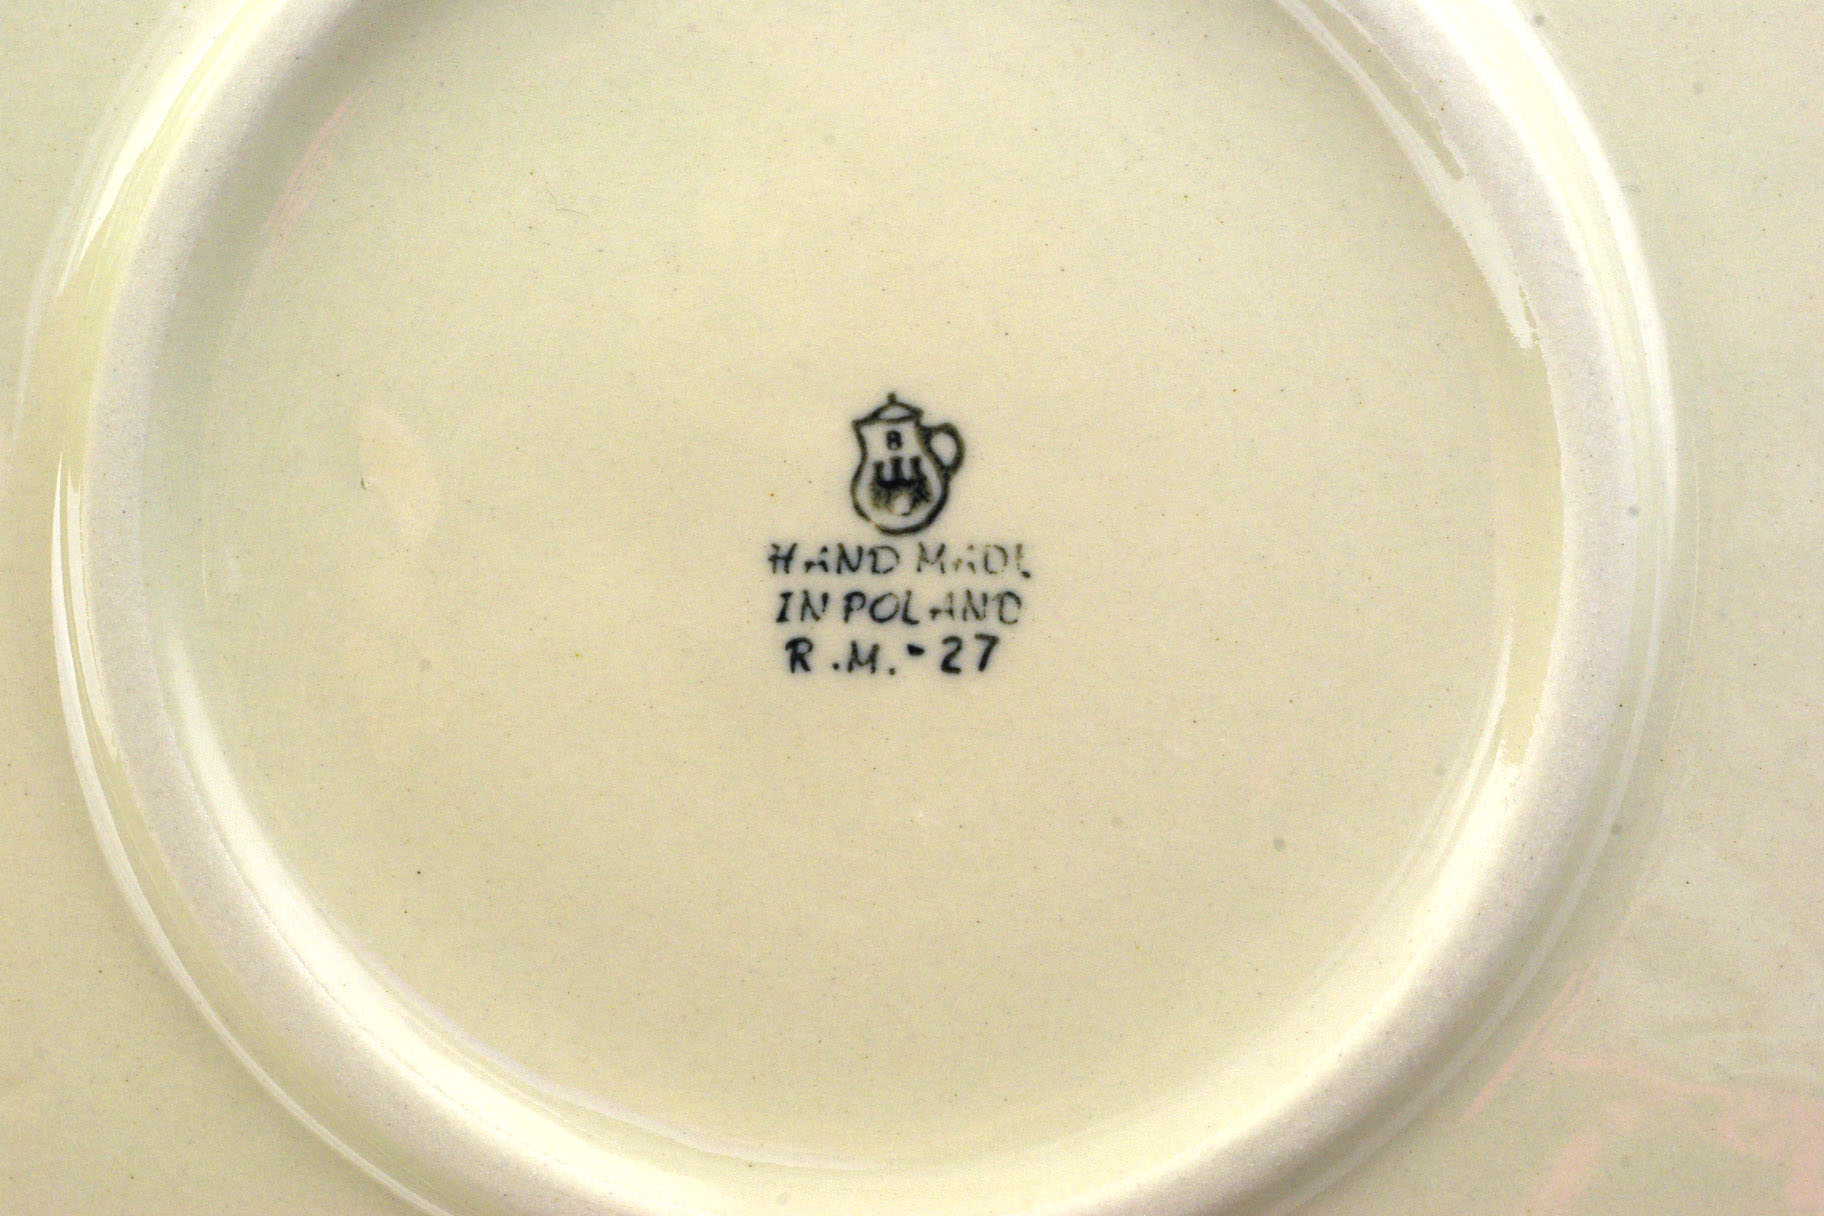 B
HAND MADE
IN POLAND
R.M.-27